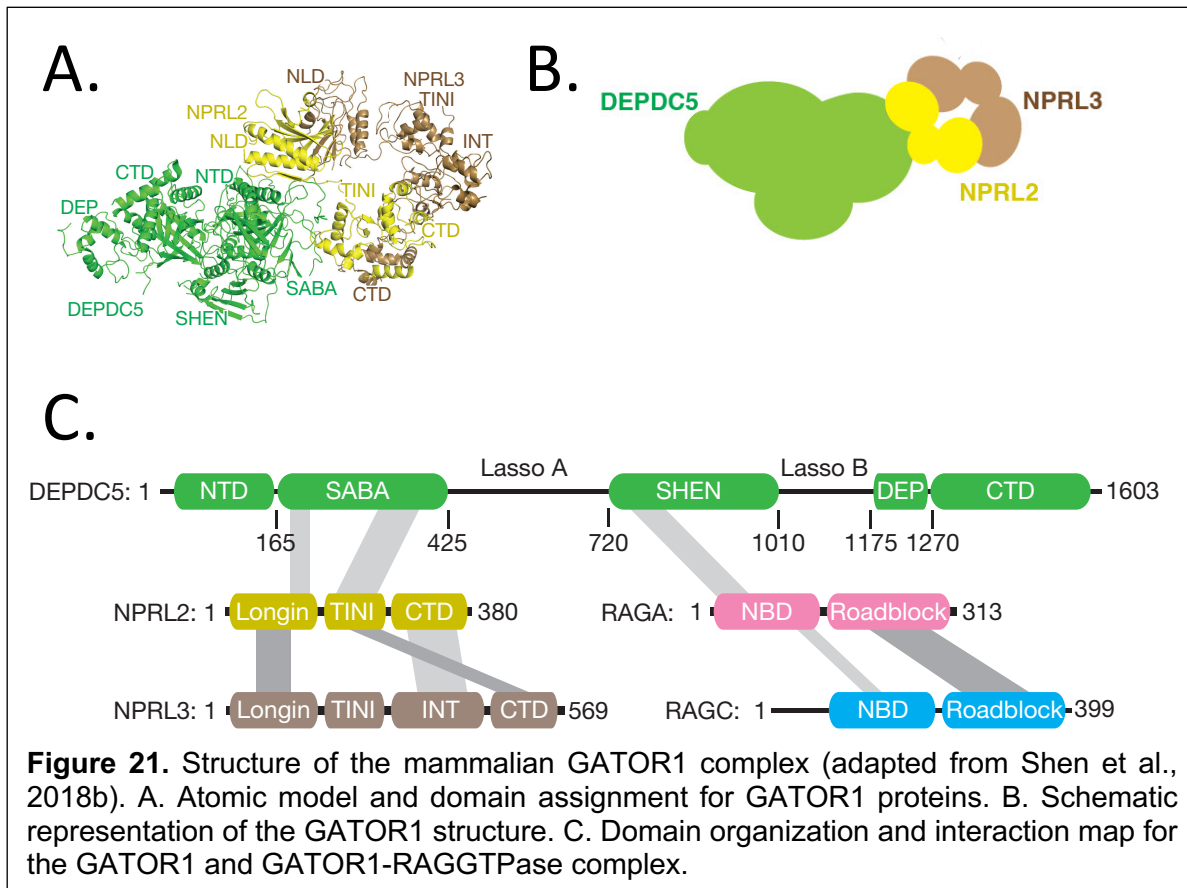 A.
NLD
NPRL3
TINI
NPRL2
NLD
INT
CTD
NTD
TINI
DEP
CTD
SABA
CTD
DEPDC5
SHEN
B.
DEPDC5
NPRL3
NPRL2
C.
Lasso A
Lasso B
DEPDC5: 1
NTD
SABA
SHEN
DEP
CTD
1603
165
425
720
1010
1175
1270
NPRL2: 1
Longin
TINI
CTD
380
RAGA: 1
NBD
Roadblock
313
NPRL3: 1
Longin
TINI
INT
CTD
569
RAGC: 1
NBD
Roadblock
399
Figure 21. Structure of the mammalian GATOR1 complex (adapted from Shen et al.,
2018b). A. Atomic model and domain assignment for GATOR1 proteins. B. Schematic
representation of the GATOR1 structure. C. Domain organization and interaction map for
the GATOR1 and GATOR1-RAGGTPase complex.